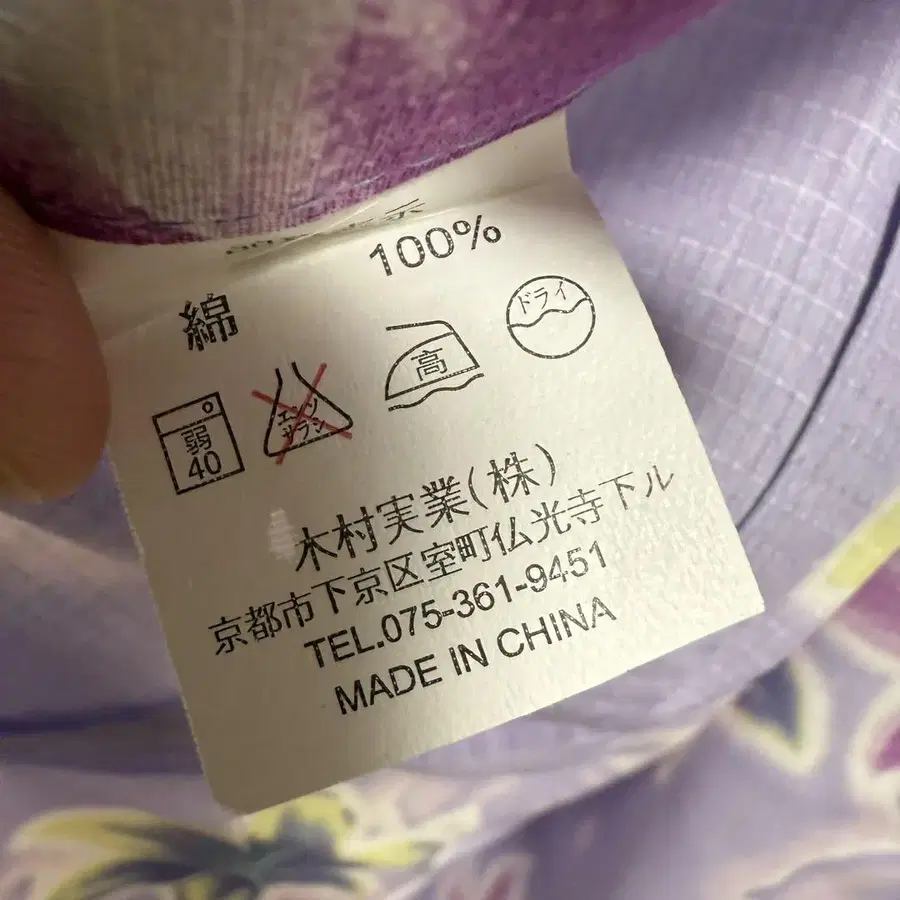 綿 100%
弱 40
エンソ サラシ
高
ドライ
木村実業(株)
京都市下京区室町仏光寺下ル
TEL.075-361-9451
MADE IN CHINA